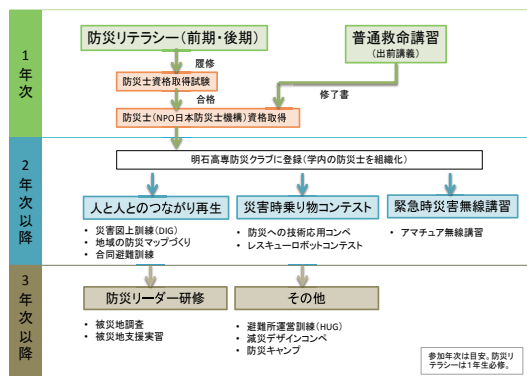 1年次
防災リテラシー(前期・後期)
普通救命講習
(出前講義)
履修
防災士資格取得試験
合格
修了書
防災士(NPO日本防災士機構)資格取得
2年次以降
明石高専防災クラブに登録(学内の防災士を組織化)
人と人とのつながり再生
• 災害図上訓練(DIG)
• 地域の防災マップづくり
• 合同避難訓練
災害時乗り物コンテスト
• 防災への技術応用コンペ
• レスキューロボットコンテスト
緊急時災害無線講習
• アマチュア無線講習
3年次以降
防災リーダー研修
• 被災地調査
• 被災地支援実習
その他
• 避難所運営訓練(HUG)
• 減災デザインコンペ
• 防災キャンプ
参加年次は目安。防災リ
テラシーは1年生必修。